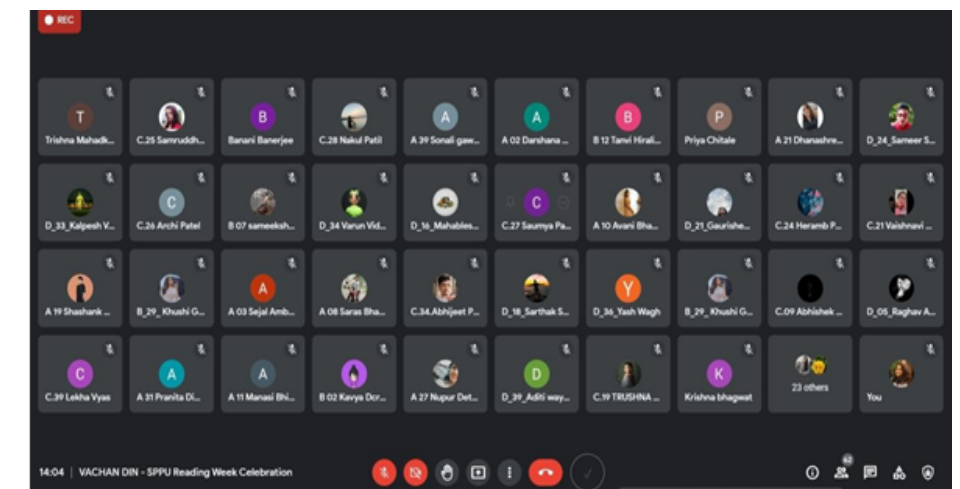 REC
T B A A B P
Trishna Mahadk... C.25 Samruddh... Banani Banerjee C.28 Nakul Patil A 39 Sonali gaw... A 02 Darshana ... B 12 Tanvi Hirali... Priya Chitale A 21 Dhanashre... D_24_Sameer S...
C C
D_33_Kalpesh V... C.26 Archi Patel B 07 sameeksh... D_34 Varun Vid... D_16_Mahables... C.27 Saumya Pa... A 10 Avani Bha... D_21_Gaurishe... C.24 Heramb P... C.21 Vaishnavi ...
A Y
A 19 Shashank ... B_29_ Khushi G... A 03 Sejal Amb... A 08 Saras Bha... C.34.Abhijeet P... D_18_Sarthak S... D_36_Yash Wagh B_29_ Khushi G... C.09 Abhishek ... D_05_Raghav A...
C A A D K
C.39 Lekha Vyas A 31 Pranita Di... A 11 Manasi Bhi... B 02 Kavya Dcr... A 27 Nupur Det... D_39_Aditi way... C.19 TRUSHNA ... Krishna bhagwat 23 others You
14:04 | VACHAN DIN - SPPU Reading Week Celebration 62